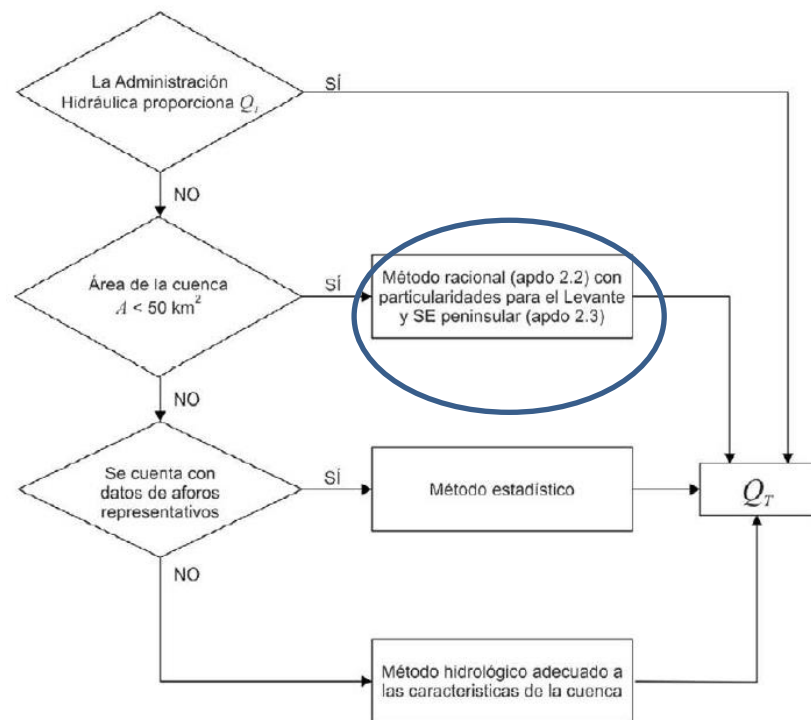 La Administración
Hidráulica proporciona Q_T
SÍ
NO
Área de la cuenca
A < 50 km²
SÍ
Método racional (apdo 2.2) con
particularidades para el Levante
y SE peninsular (apdo 2.3)
NO
Se cuenta con
datos de aforos
representativos
SÍ
Método estadístico
Q_T
NO
Método hidrológico adecuado a
las caracteristicas de la cuenca